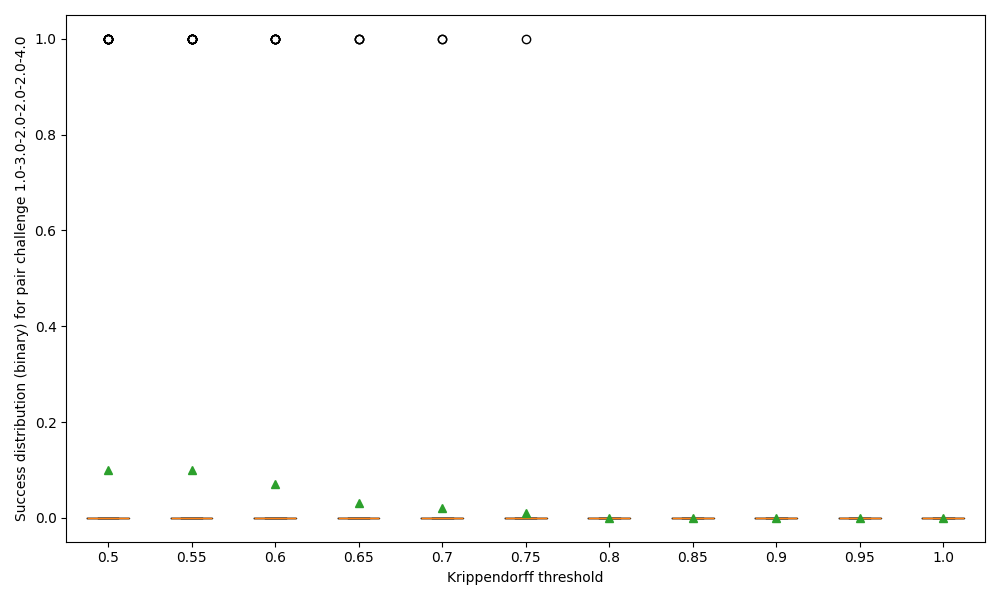 Success distribution (binary) for pair challenge 1.0-3.0-2.0-2.0-2.0-4.0
1.0
0.8
0.6
0.4
0.2
0.0
0.5 0.55 0.6 0.65 0.7 0.75 0.8 0.85 0.9 0.95 1.0
Krippendorff threshold